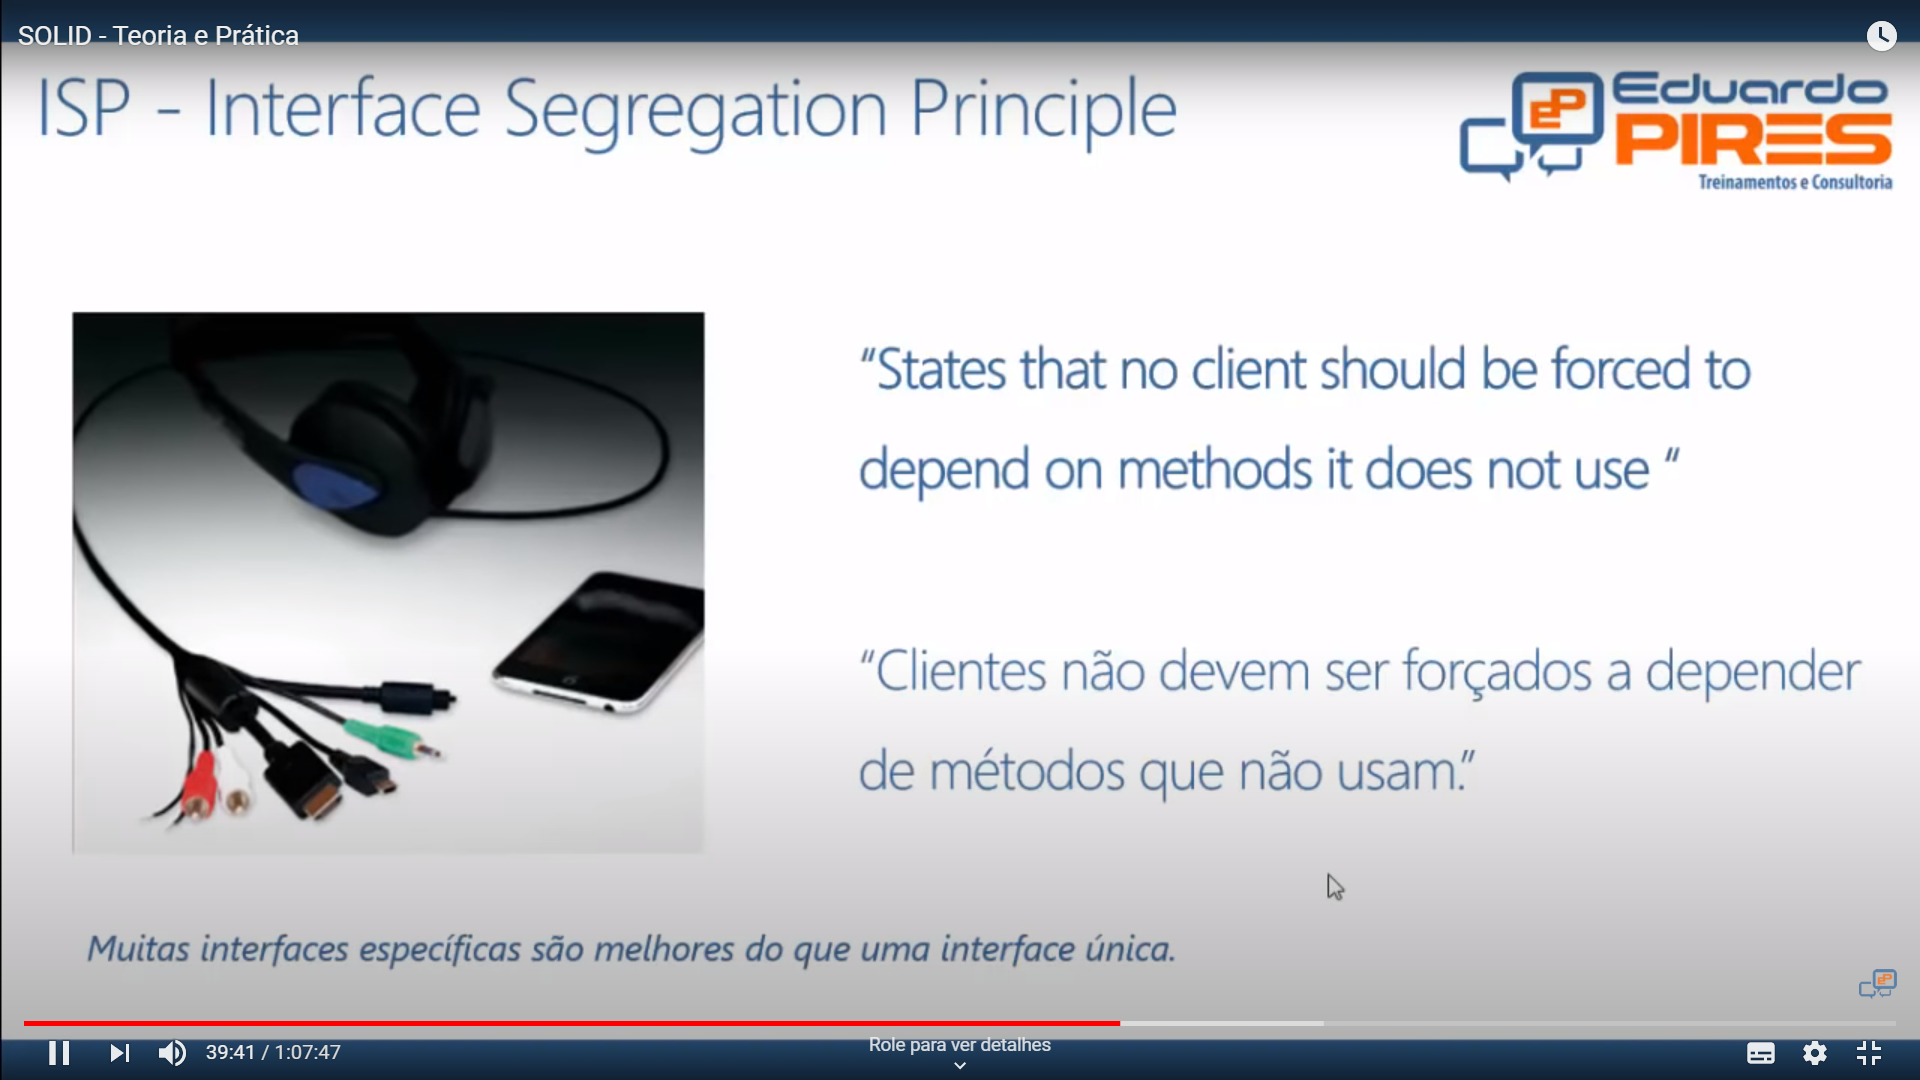 SOLID - Teoria e Prática
ISP - Interface Segregation Principle
eP
Eduardo
PIRES
Treinamentos e Consultoria
“States that no client should be forced to
depend on methods it does not use “
“Clientes não devem ser forçados a depender
de métodos que não usam.”
Muitas interfaces específicas são melhores do que uma interface única.
eP
39:41 / 1:07:47
Role para ver detalhes